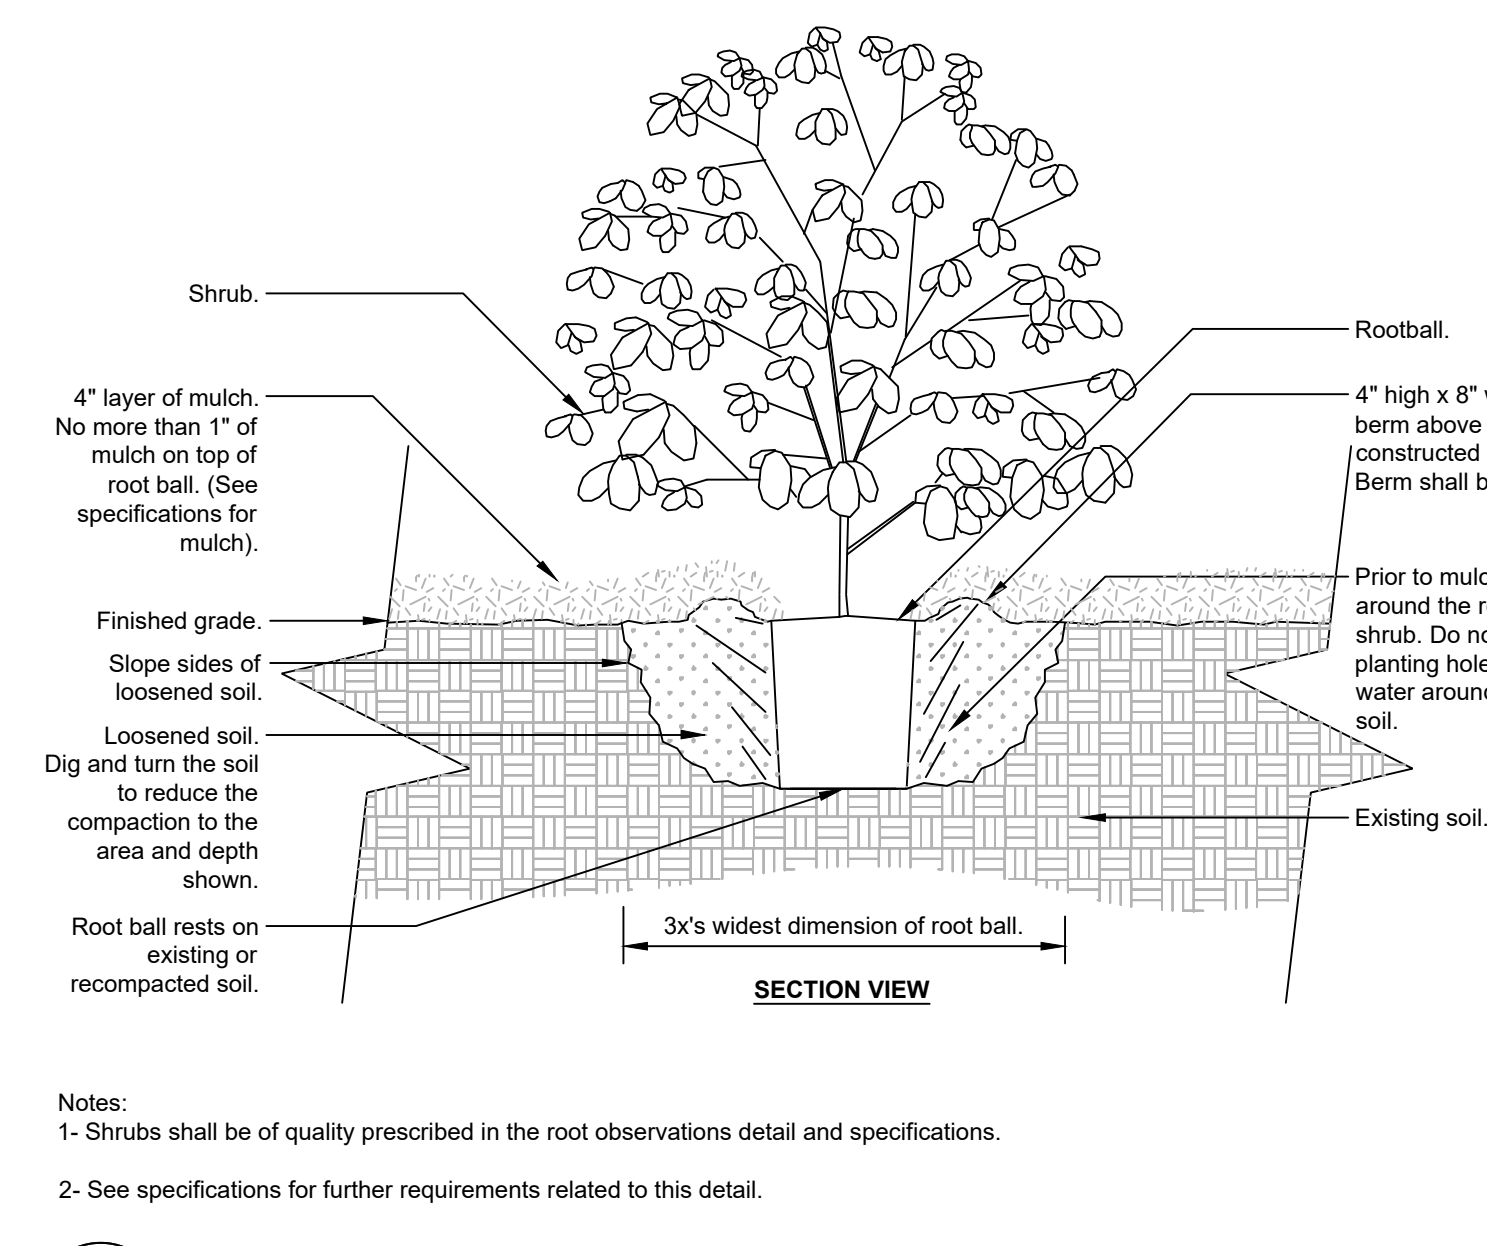 Shrub.
4" layer of mulch.
No more than 1" of
mulch on top of
root ball. (See
specifications for
mulch).
Finished grade.
Slope sides of
loosened soil.
Loosened soil.
Dig and turn the soil
to reduce the
compaction to the
area and depth
shown.
Root ball rests on
existing or
recompacted soil.
Rootball.
4" high x 8"
berm above
constructed
Berm shall
Prior to
around the
shrub. Do
planting hole
water
soil.
Existing soil.
3x's widest dimension of root ball.
SECTION VIEW
Notes:
1- Shrubs shall be of quality prescribed in the root observations detail and specifications.
2- See specifications for further requirements related to this detail.